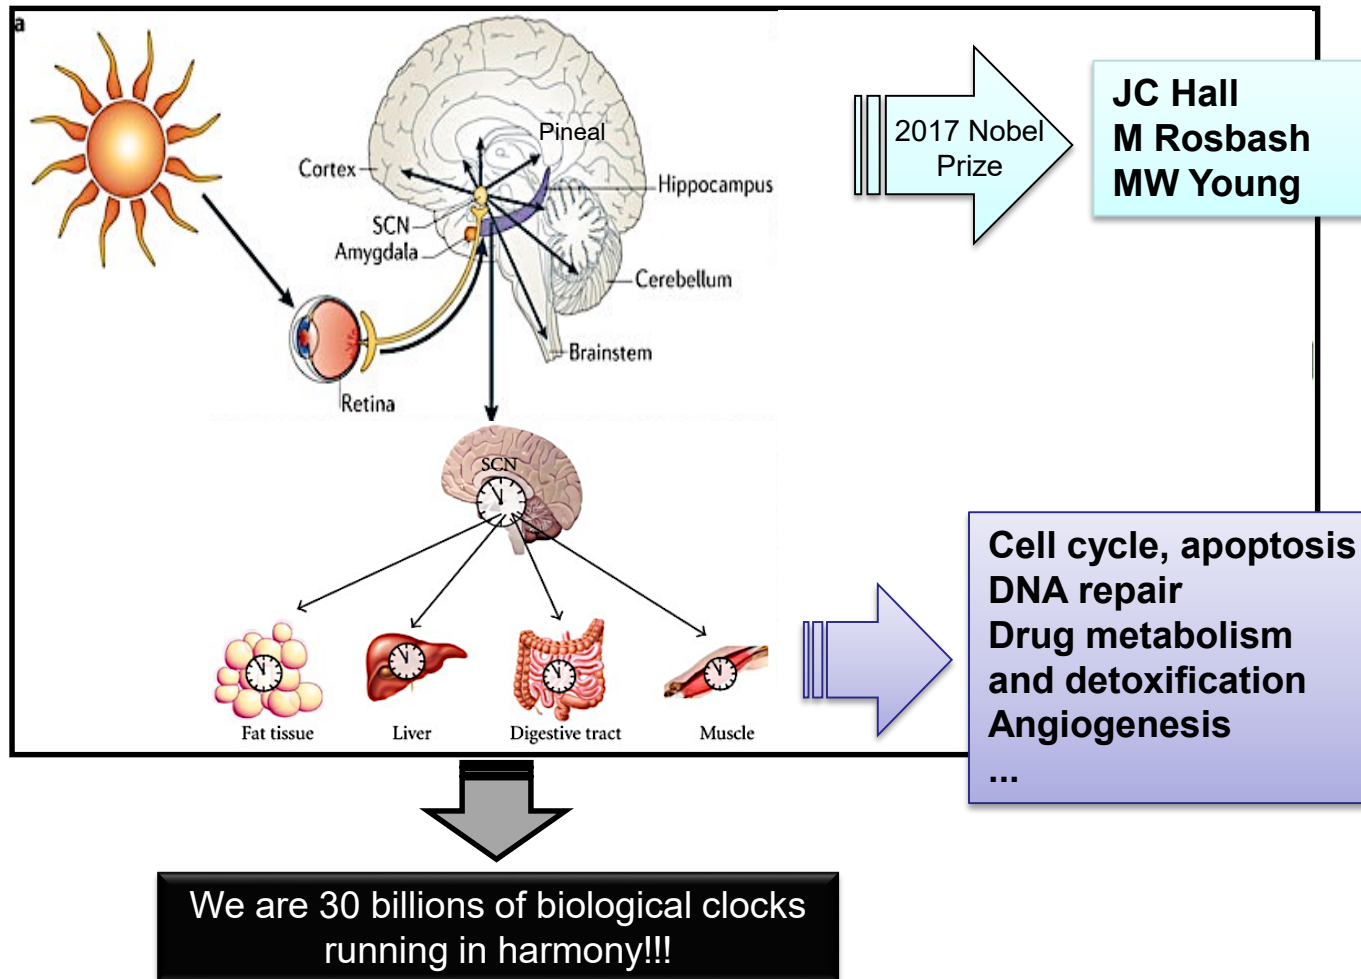 a
Pineal
Cortex
Hippocampus
SCN
Amygdala
Cerebellum
Brainstem
Retina
2017 Nobel
Prize
JC Hall
M Rosbash
MW Young
SCN
Fat tissue
Liver
Digestive tract
Muscle
Cell cycle, apoptosis
DNA repair
Drug metabolism
and detoxification
Angiogenesis
...
We are 30 billions of biological clocks
running in harmony!!!